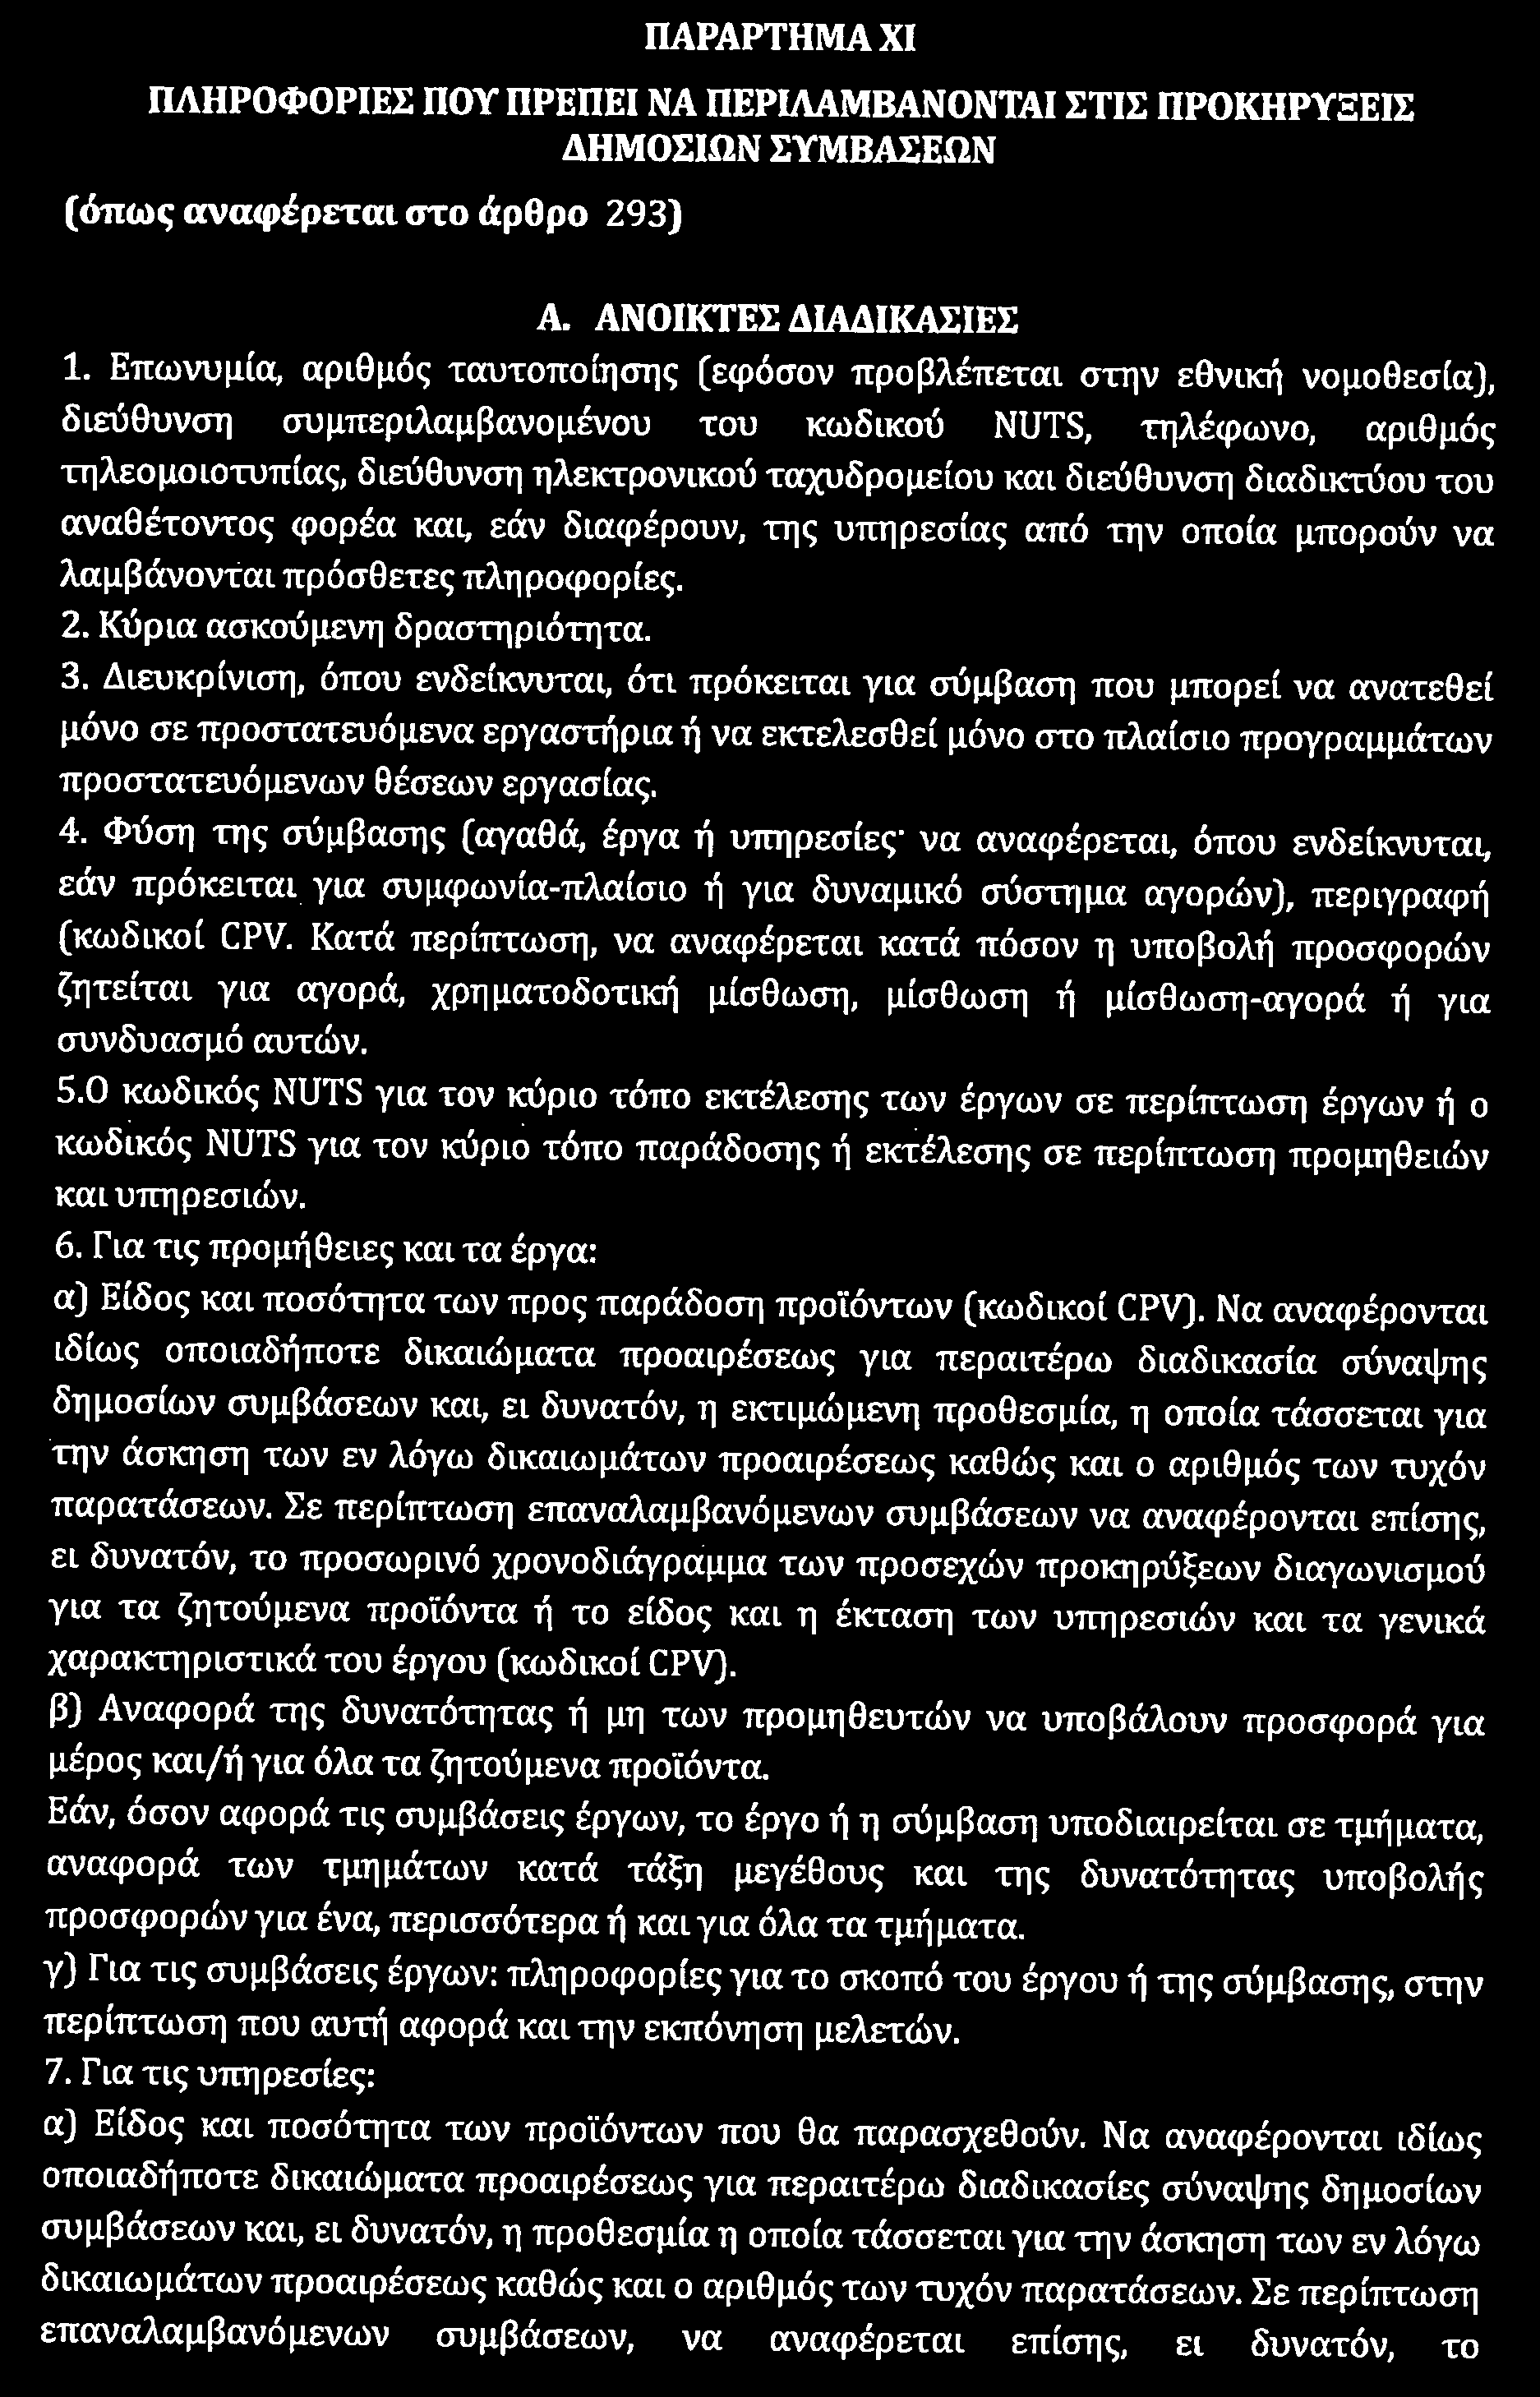 ΠΑΡΑΡΤΗΜΑ XI
ΠΛΗΡΟΦΟΡΙΕΣ ΠΟΥ ΠΡΕΠΕΙ ΝΑ ΠΕΡΙΛΑΜΒΑΝΟΝΤΑΙ ΣΤΙΣ ΠΡΟΚΗΡΥΞΕΙΣ
ΔΗΜΟΣΙΩΝ ΣΥΜΒΑΣΕΩΝ
(όπως αναφέρεται στο άρθρο 293)
Α. ΑΝΟΙΚΤΕΣ ΔΙΑΔΙΚΑΣΙΕΣ
1. Επωνυμία, αριθμός ταυτοποίησης (εφόσον προβλέπεται στην εθνική νομοθεσία),
διεύθυνση συμπεριλαμβανομένου του κωδικού NUTS, τηλέφωνο, αριθμός
τηλεομοιοτυπίας, διεύθυνση ηλεκτρονικού ταχυδρομείου και διεύθυνση διαδικτύου του
αναθέτοντος φορέα και, εάν διαφέρουν, της υπηρεσίας από την οποία μπορούν να
λαμβάνονται πρόσθετες πληροφορίες.
2. Κύρια ασκούμενη δραστηριότητα.
3. Διευκρίνιση, όπου ενδείκνυται, ότι πρόκειται για σύμβαση που μπορεί να ανατεθεί
μόνο σε προστατευόμενα εργαστήρια ή να εκτελεσθεί μόνο στο πλαίσιο προγραμμάτων
προστατευόμενων θέσεων εργασίας.
4. Φύση της σύμβασης (αγαθά, έργα ή υπηρεσίες· να αναφέρεται, όπου ενδείκνυται,
εάν πρόκειται για συμφωνία-πλαίσιο ή για δυναμικό σύστημα αγορών), περιγραφή
(κωδικοί CPV. Κατά περίπτωση, να αναφέρεται κατά πόσον η υποβολή προσφορών
ζητείται για αγορά, χρηματοδοτική μίσθωση, μίσθωση ή μίσθωση-αγορά ή για
συνδυασμό αυτών.
5.Ο κωδικός NUTS για τον κύριο τόπο εκτέλεσης των έργων σε περίπτωση έργων ή ο
κωδικός NUTS για τον κύριο τόπο παράδοσης ή εκτέλεσης σε περίπτωση προμηθειών
και υπηρεσιών.
6. Για τις προμήθειες και τα έργα:
α) Είδος και ποσότητα των προς παράδοση προϊόντων (κωδικοί CPV). Να αναφέρονται
ιδίως οποιαδήποτε δικαιώματα προαιρέσεως για περαιτέρω διαδικασία σύναψης
δημοσίων συμβάσεων και, ει δυνατόν, η εκτιμώμενη προθεσμία, η οποία τάσσεται για
την άσκηση των εν λόγω δικαιωμάτων προαιρέσεως καθώς και ο αριθμός των τυχόν
παρατάσεων. Σε περίπτωση επαναλαμβανόμενων συμβάσεων να αναφέρονται επίσης,
ει δυνατόν, το προσωρινό χρονοδιάγραμμα των προσεχών προκηρύξεων διαγωνισμού
για τα ζητούμενα προϊόντα ή το είδος και η έκταση των υπηρεσιών και τα γενικά
χαρακτηριστικά του έργου (κωδικοί CPV).
β) Αναφορά της δυνατότητας ή μη των προμηθευτών να υποβάλουν προσφορά για
μέρος και/ή για όλα τα ζητούμενα προϊόντα.
Εάν, όσον αφορά τις συμβάσεις έργων, το έργο ή η σύμβαση υποδιαιρείται σε τμήματα,
αναφορά των τμημάτων κατά τάξη μεγέθους και της δυνατότητας υποβολής
προσφορών για ένα, περισσότερα ή και για όλα τα τμήματα.
γ) Για τις συμβάσεις έργων: πληροφορίες για το σκοπό του έργου ή της σύμβασης, στην
περίπτωση που αυτή αφορά και την εκπόνηση μελετών.
7. Για τις υπηρεσίες:
α) Είδος και ποσότητα των προϊόντων που θα παρασχεθούν. Να αναφέρονται ιδίως
οποιαδήποτε δικαιώματα προαιρέσεως για περαιτέρω διαδικασίες σύναψης δημοσίων
συμβάσεων και, ει δυνατόν, η προθεσμία η οποία τάσσεται για την άσκηση των εν λόγω
δικαιωμάτων προαιρέσεως καθώς και ο αριθμός των τυχόν παρατάσεων. Σε περίπτωση
επαναλαμβανόμενων συμβάσεων, να αναφέρεται επίσης, ει δυνατόν, το